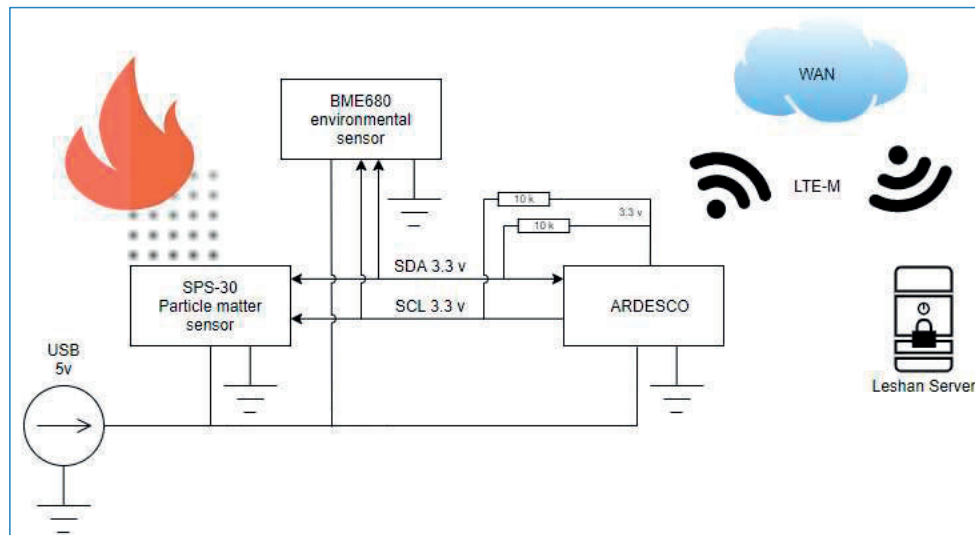 WAN
BME680
environmental
sensor
LTE-M
10 k
3.3 v
10 k
SDA 3.3 v
SPS-30
Particle matter
sensor
SCL 3.3 v
ARDESCO
USB
5v
Leshan Server